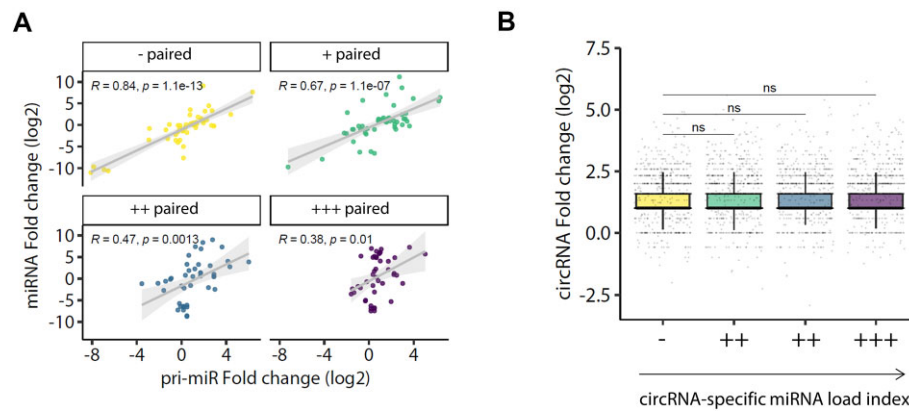 A
- paired
+ paired
R = 0.84, p = 1.1e-13
R = 0.67, p = 1.1e-07
10
5
0
-5
-10
++ paired
+++ paired
R = 0.47, p = 0.0013
R = 0.38, p = 0.01
10
5
0
-5
-10
miRNA Fold change (log2)
-8
-4
0
4
-8
-4
0
4
pri-miR Fold change (log2)
B
7.5
5.0
2.5
0.0
-2.5
circRNA Fold change (log2)
ns
ns
ns
-
++
++
+++
circRNA-specific miRNA load index